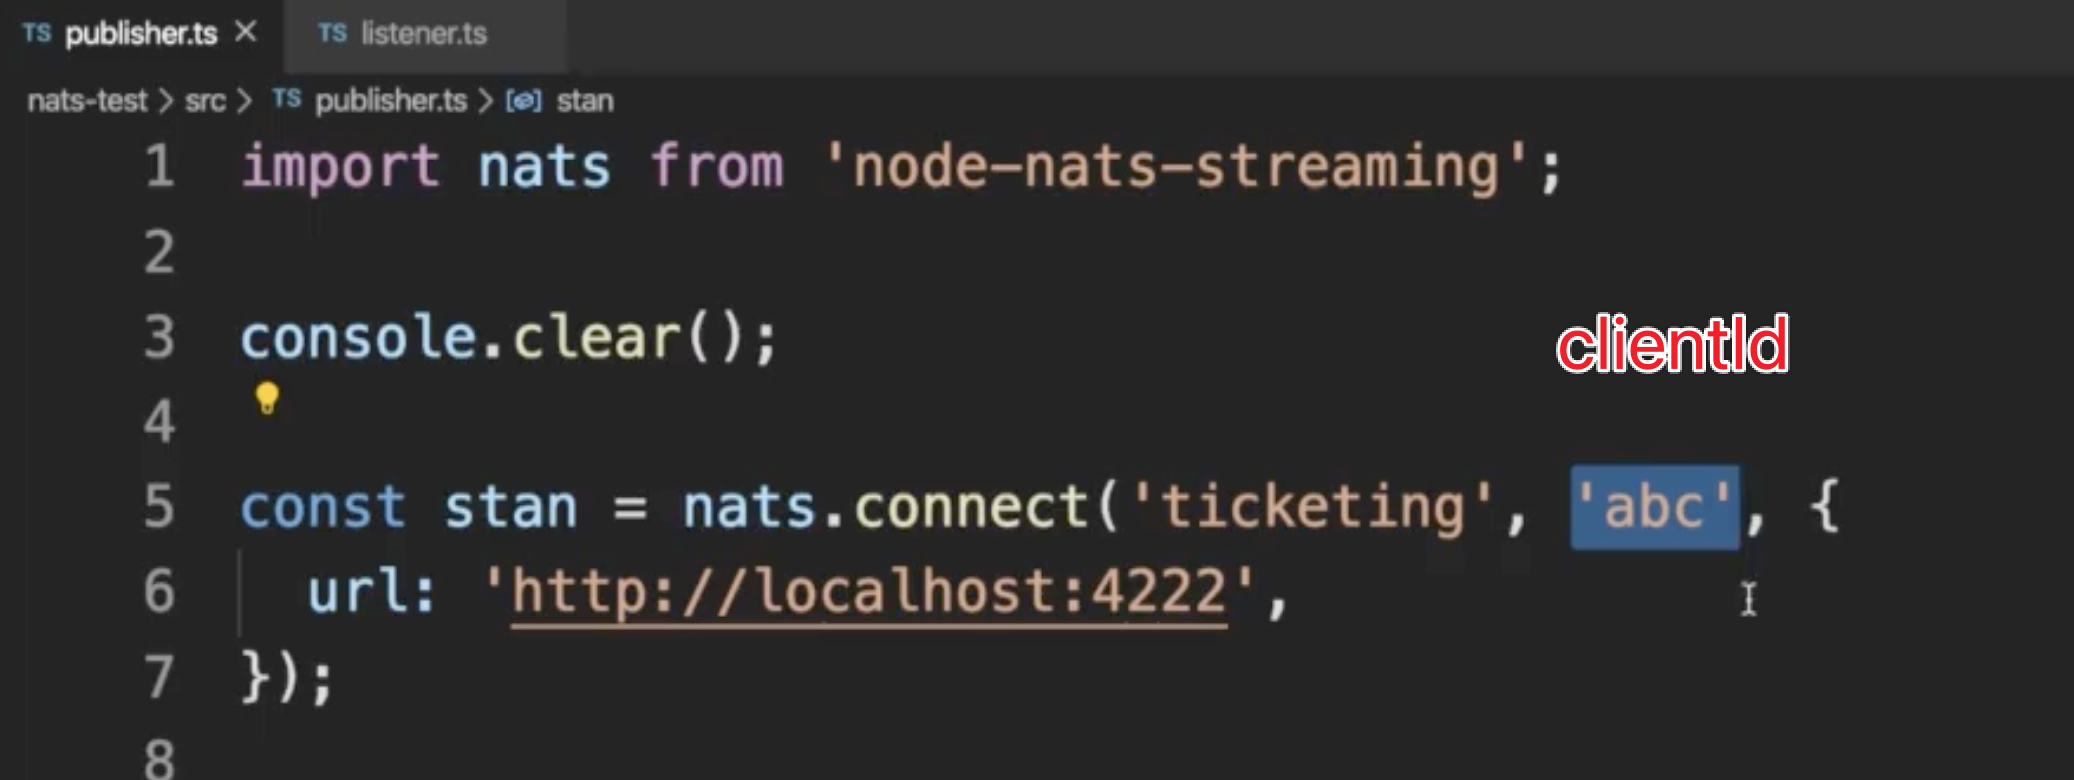 TS publisher.ts × TS listener.ts
nats-test > src > TS publisher.ts > stan
1 import nats from 'node-nats-streaming';
2
3 console.clear();
clientId
4
5 const stan = nats.connect('ticketing', 'abc', {
6 url: 'http://localhost:4222',
7 });
8